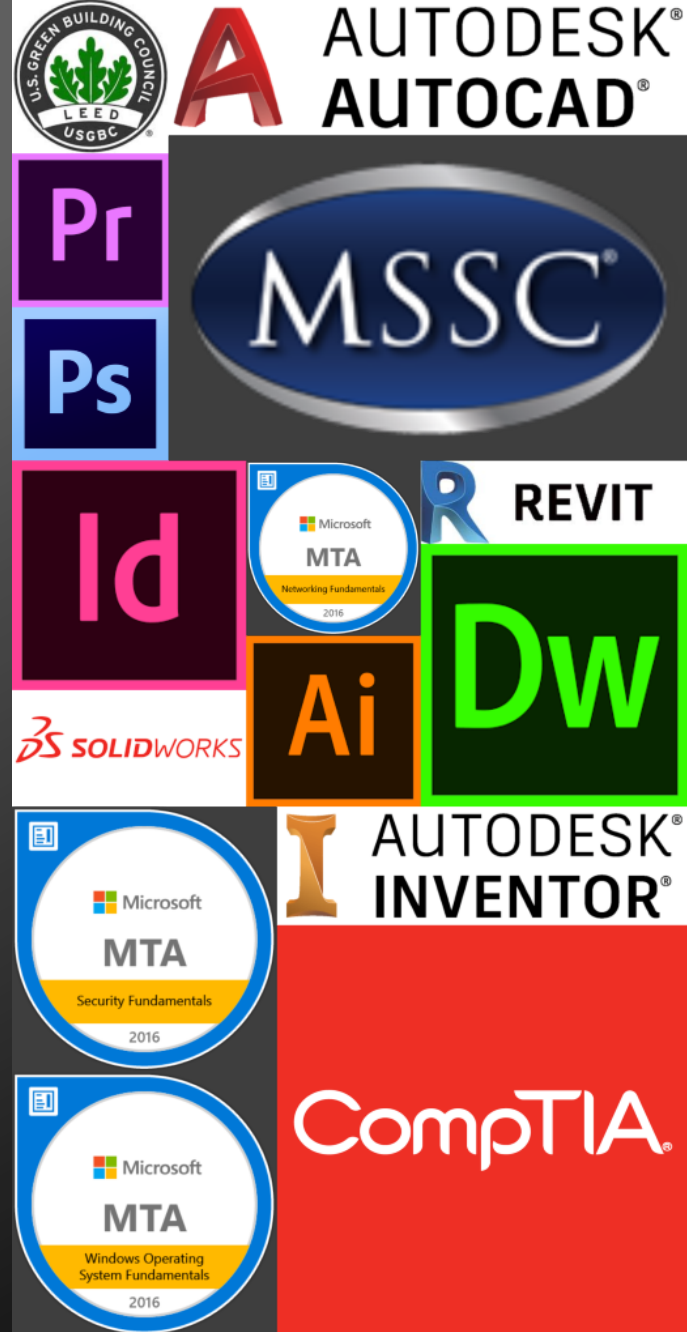 U.S. GREEN BUILDING COUNCIL
LEED
USGBC
®
AUTODESK®
AUTOCAD®
Pr
MSSC®
Ps
Id
Microsoft
MTA
Networking Fundamentals
2016
R REVIT
Ai
Dw
3S SOLIDWORKS
Microsoft
MTA
Security Fundamentals
2016
I AUTODESK®
INVENTOR®
Microsoft
MTA
Windows Operating
System Fundamentals
2016
CompTIA®